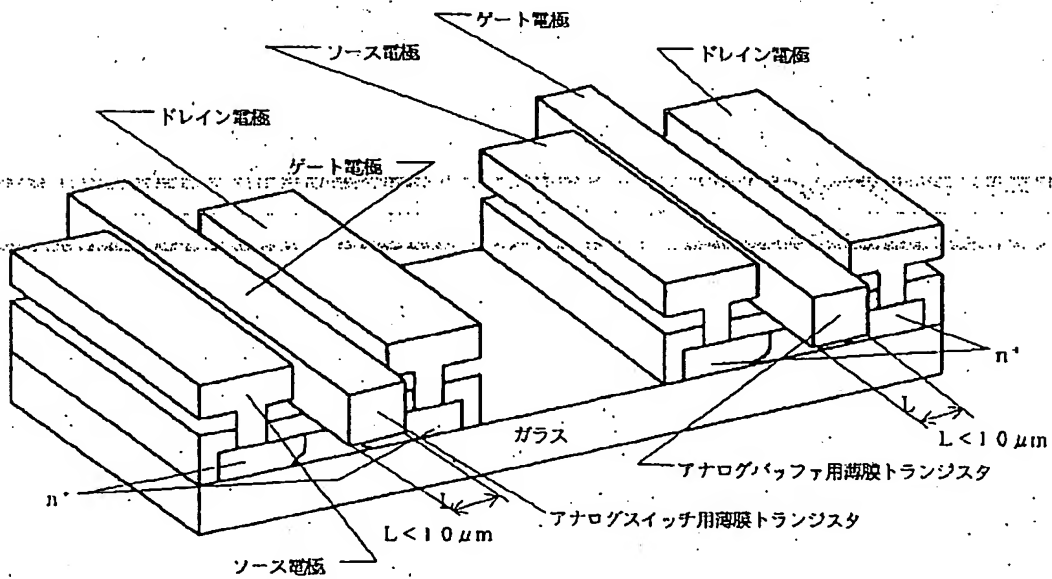 ゲート電極
ソース電極
ドレイン電極
ドレイン電極
ゲート電極
n⁺
ガラス
L
L<10μm
アナログバッファ用薄膜トランジスタ
n⁺
L
L<10μm
アナログスイッチ用薄膜トランジスタ
ソース電極